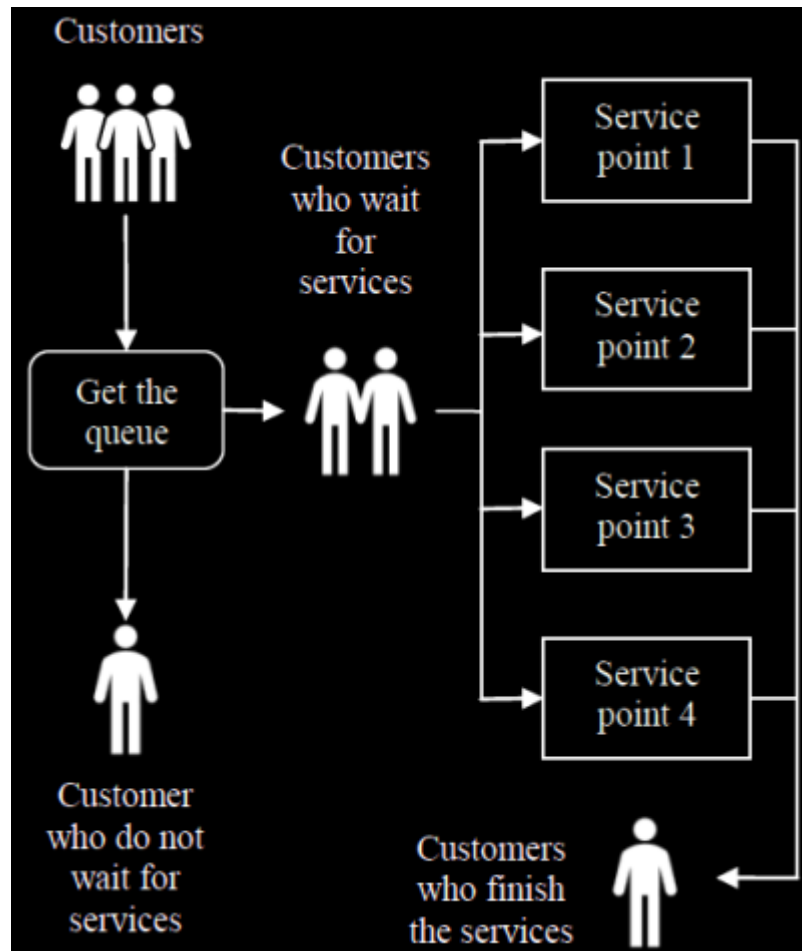 Customers
Get the
queue
Customer
who do not
wait for
services
Customers
who wait
for
services
Service
point 1
Service
point 2
Service
point 3
Service
point 4
Customers
who finish
the services